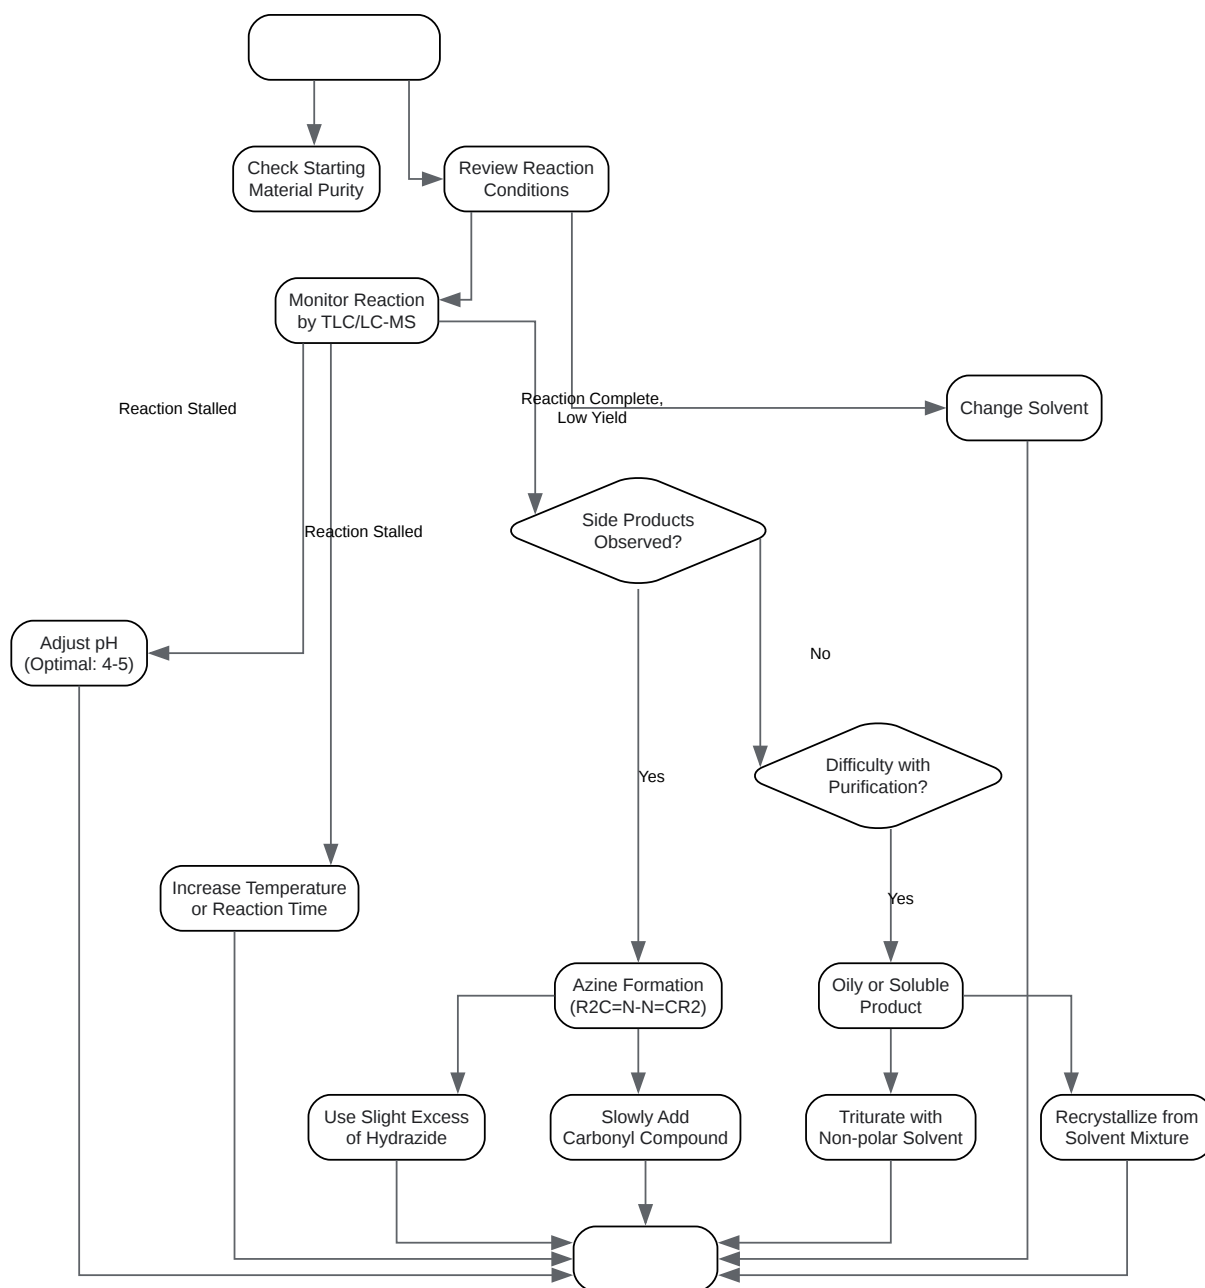 Check Starting
Material Purity
Review Reaction
Conditions
Monitor Reaction
by TLC/LC-MS
Reaction Stalled
Reaction Complete,
Low Yield
Change Solvent
Side Products
Observed?
Reaction Stalled
Adjust pH
(Optimal: 4-5)
No
Difficulty with
Purification?
Yes
Increase Temperature
or Reaction Time
Yes
Azine Formation
(R2C=N-N=CR2)
Oily or Soluble
Product
Use Slight Excess
of Hydrazide
Slowly Add
Carbonyl Compound
Triturate with
Non-polar Solvent
Recrystallize from
Solvent Mixture